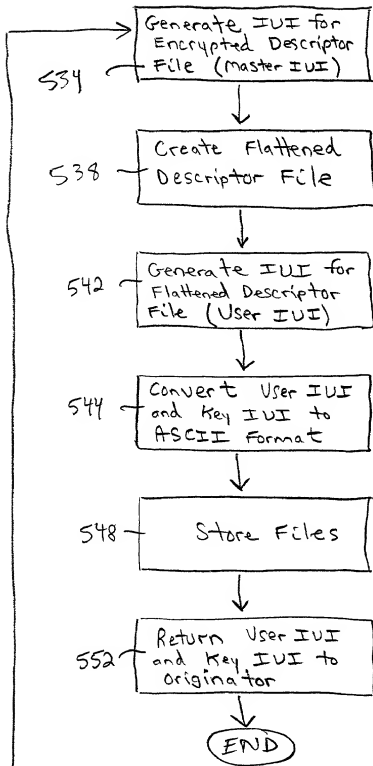 Generate IUI for
Encrypted Descriptor
File (Master IUI)
534
Create Flattened
Descriptor File
538
Generate IUI for
Flattened Descriptor
File (User IUI)
542
Convert User IUI
and Key IUI to
ASCII Format
544
Store Files
548
Return User IUI
and Key IUI to
Originator
552
END